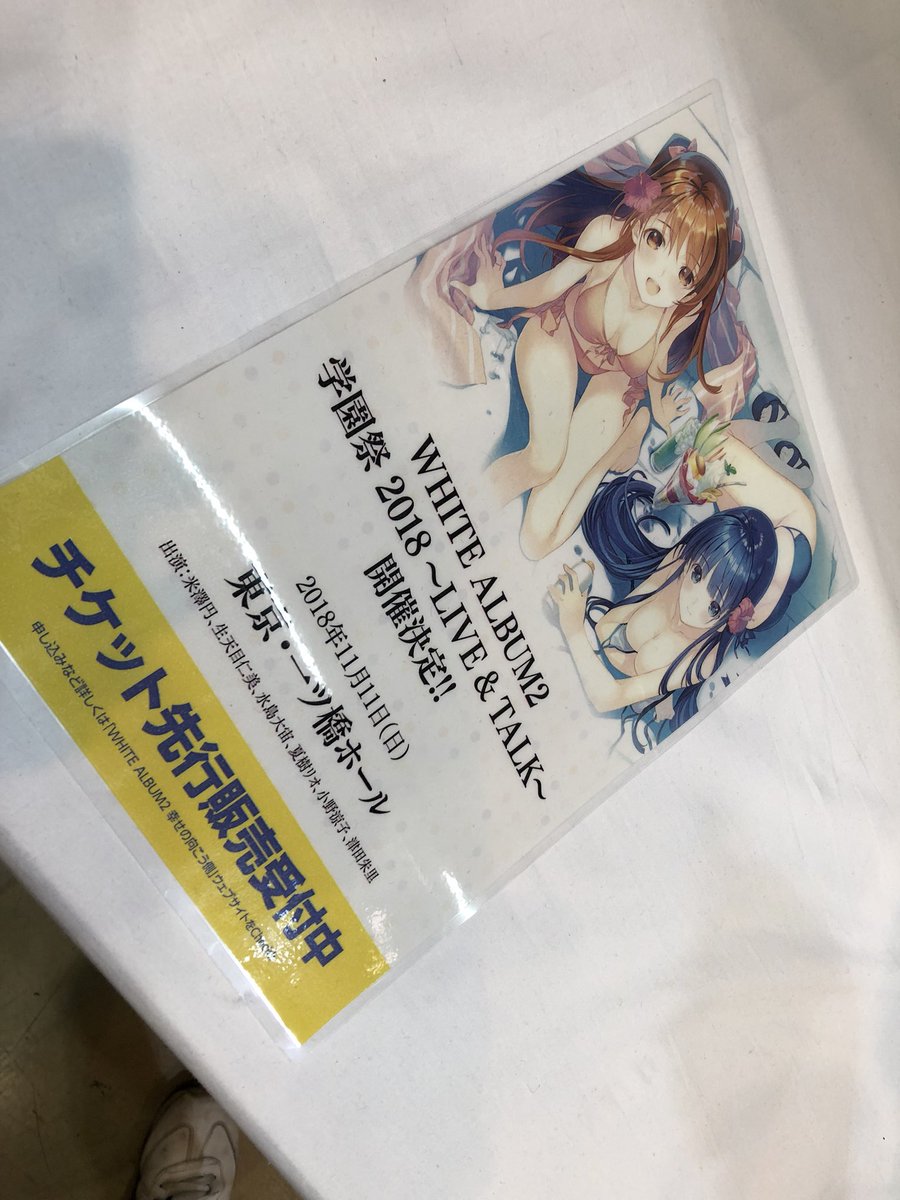 WHITE ALBUM2
学園祭 2018 ～LIVE & TALK～
開催決定!!
2018年11月11日(日)
東京・一ツ橋ホール
出演：米澤円、生天目仁美、水島大宙、夏樹リオ、小野涼子、津田朱里
チケット先行販売受付中
申し込みなど詳しくは「WHITE ALBUM2 幸せの向こう側」ウェブサイトをCheck!